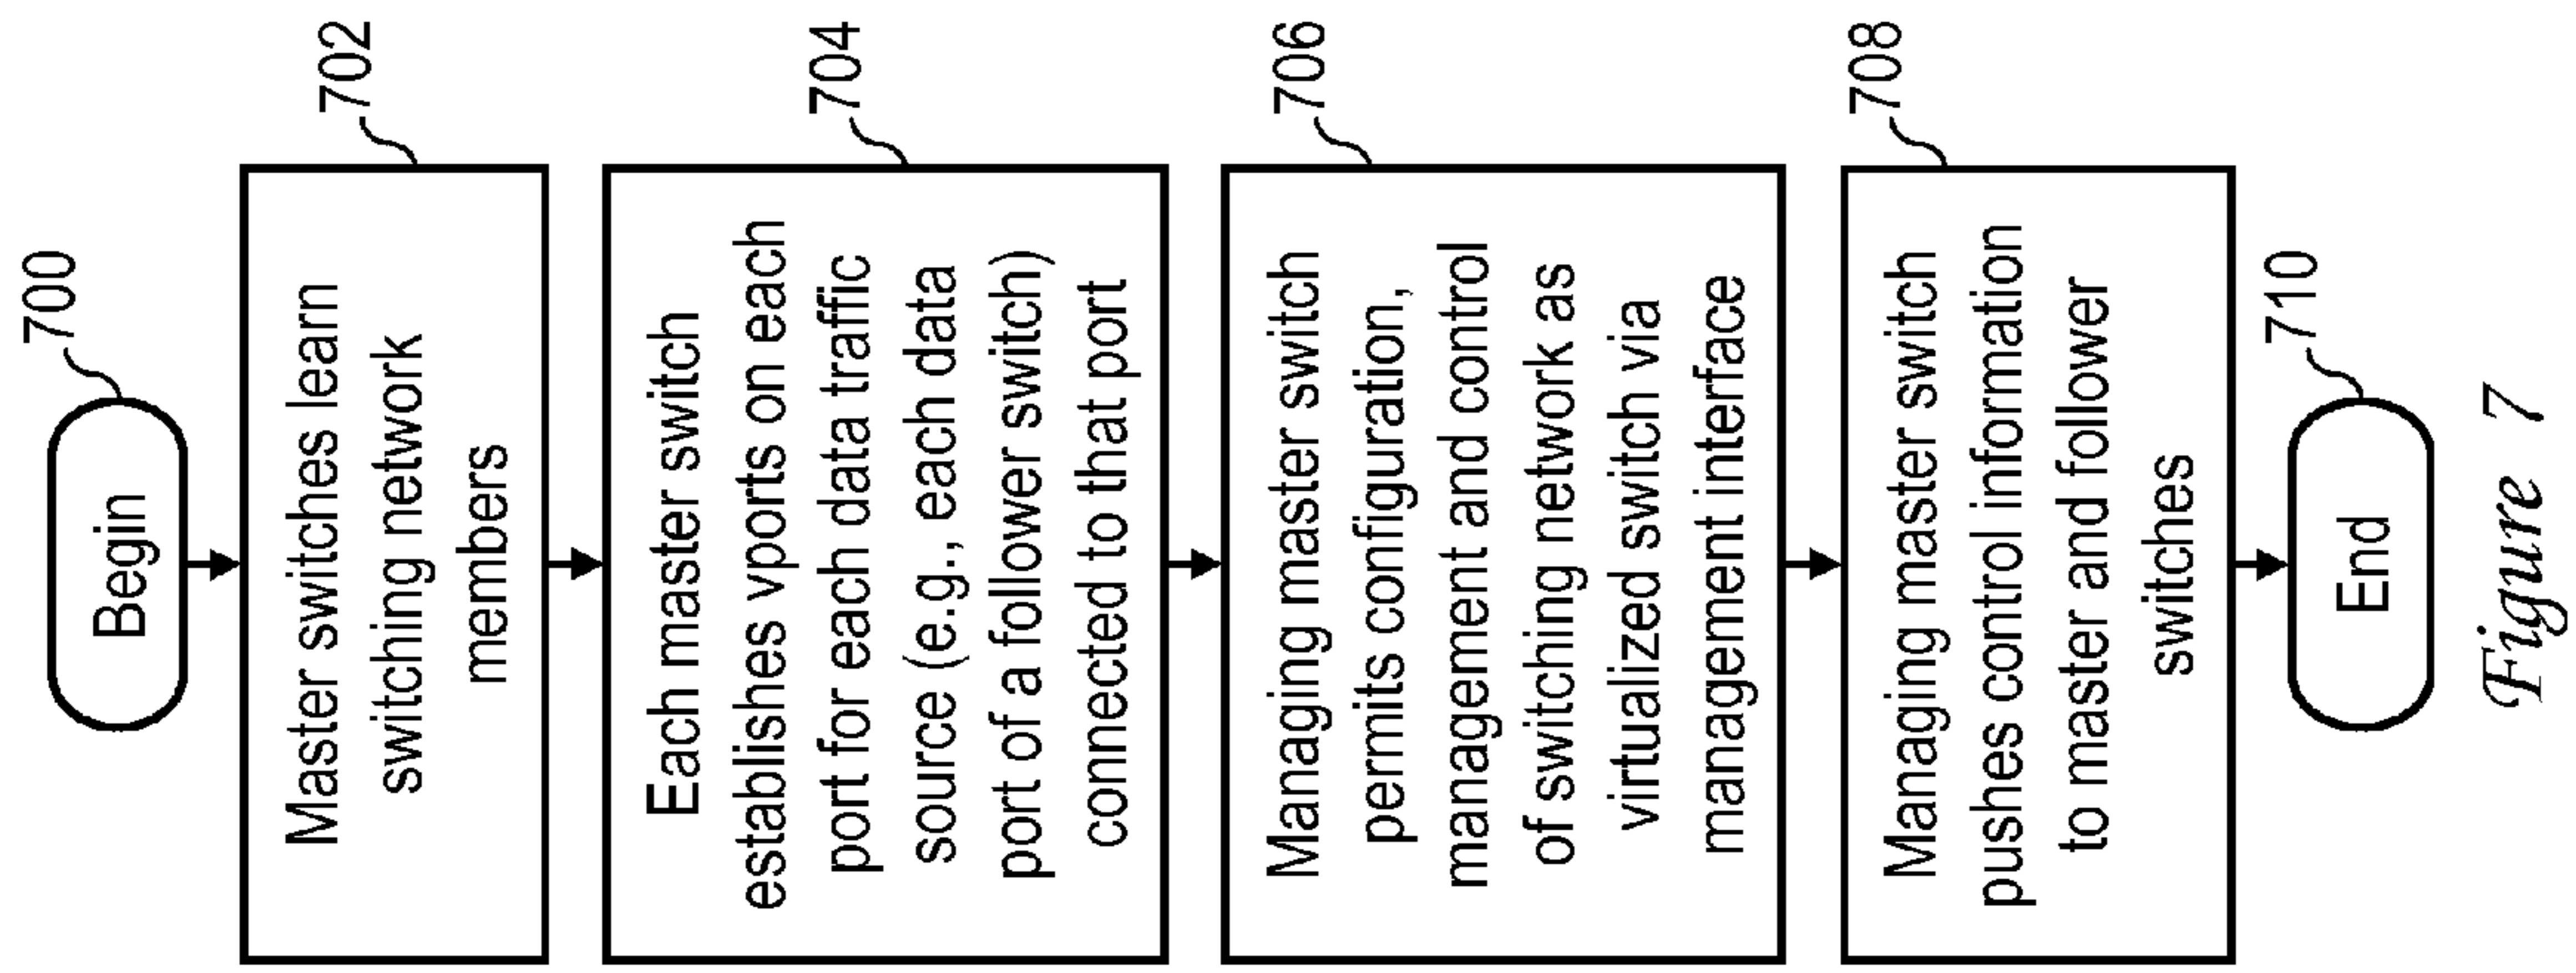 700
Begin
702
Master switches learn
switching network
members
704
Each master switch
establishes vports on each
port for each data traffic
source (e.g., each data
port of a follower switch)
connected to that port
706
Managing master switch
permits configuration,
management and control
of switching network as
virtualized switch via
management interface
708
Managing master switch
pushes control information
to master and follower
switches
710
End
Figure 7